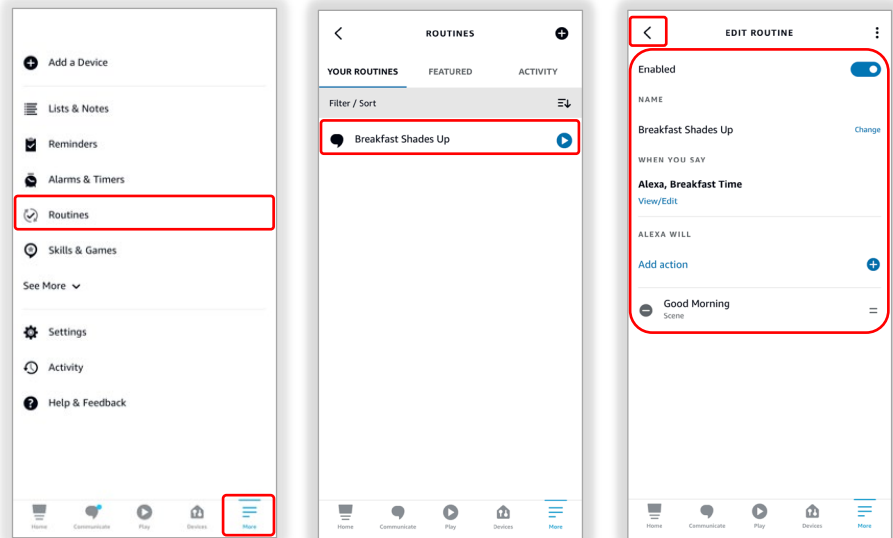 Add a Device
Lists & Notes
Reminders
Alarms & Timers
Routines
Skills & Games
See More
Settings
Activity
Help & Feedback
Home Communicate Play Devices More
ROUTINES
YOUR ROUTINES FEATURED ACTIVITY
Filter / Sort
Breakfast Shades Up
Home Communicate Play Devices More
EDIT ROUTINE
Enabled
NAME
Breakfast Shades Up Change
WHEN YOU SAY
Alexa, Breakfast Time
View/Edit
ALEXA WILL
Add action
Good Morning
Scene
Home Communicate Play Devices More